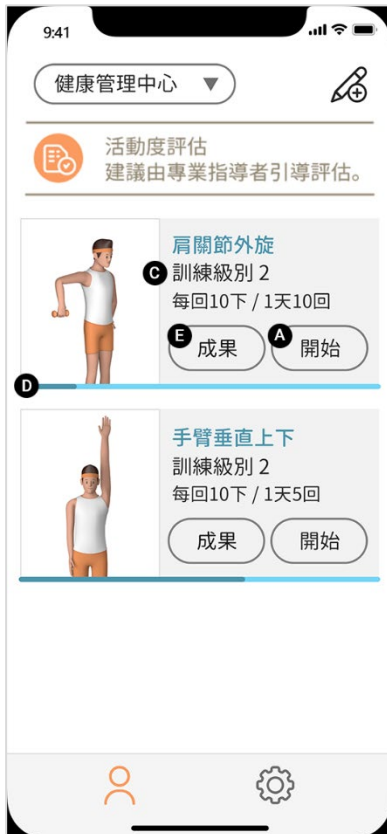 9:41
健康管理中心
活動度評估
建議由專業指導者引導評估。
肩關節外旋
C 訓練級別 2
每回10下 / 1天10回
E 成果 A 開始
D
手臂垂直上下
訓練級別 2
每回10下 / 1天5回
成果 開始